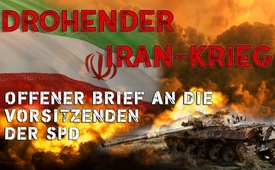 DROHENDER
IRAN-KRIEG
OFFENER BRIEF AN DIE
VORSITZENDEN
DER SPD